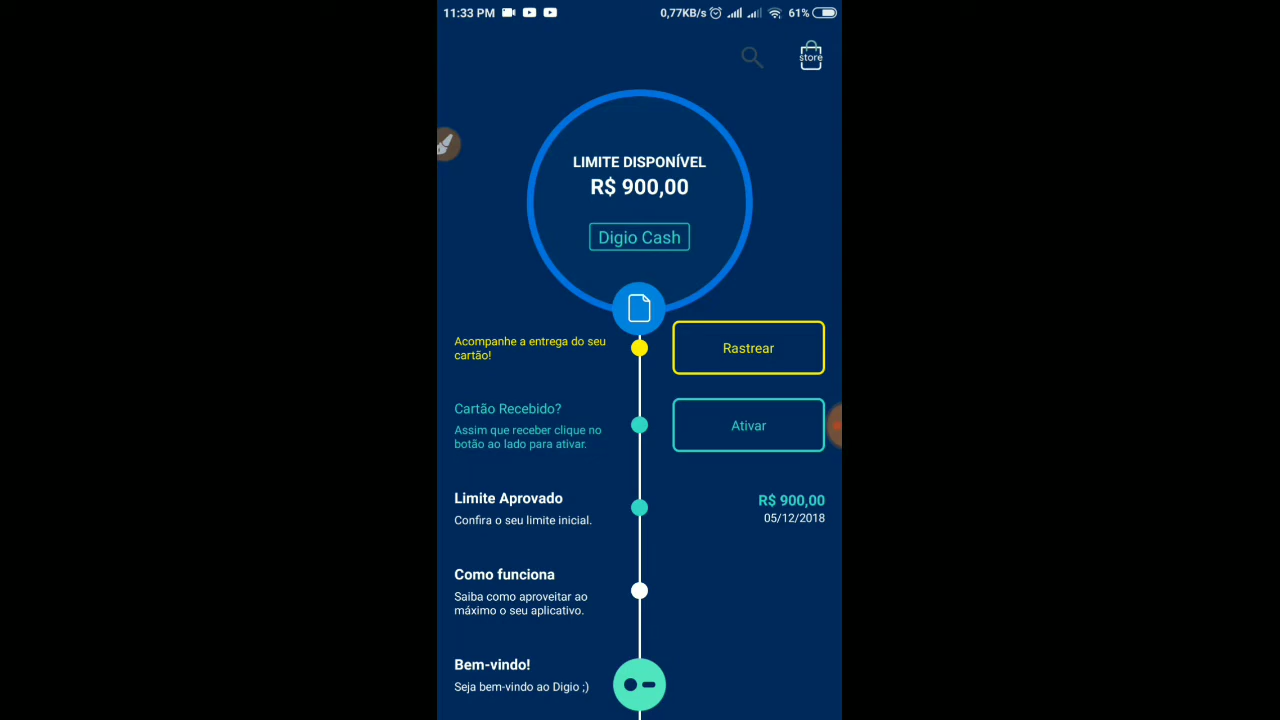 11:33 PM
0,77KB/s
61%
store
LIMITE DISPONÍVEL
R$ 900,00
Digio Cash
Acompanhe a entrega do seu
cartão!
Rastrear
Cartão Recebido?
Assim que receber clique no
botão ao lado para ativar.
Ativar
Limite Aprovado
Confira o seu limite inicial.
R$ 900,00
05/12/2018
Como funciona
Saiba como aproveitar ao
máximo o seu aplicativo.
Bem-vindo!
Seja bem-vindo ao Digio ;)